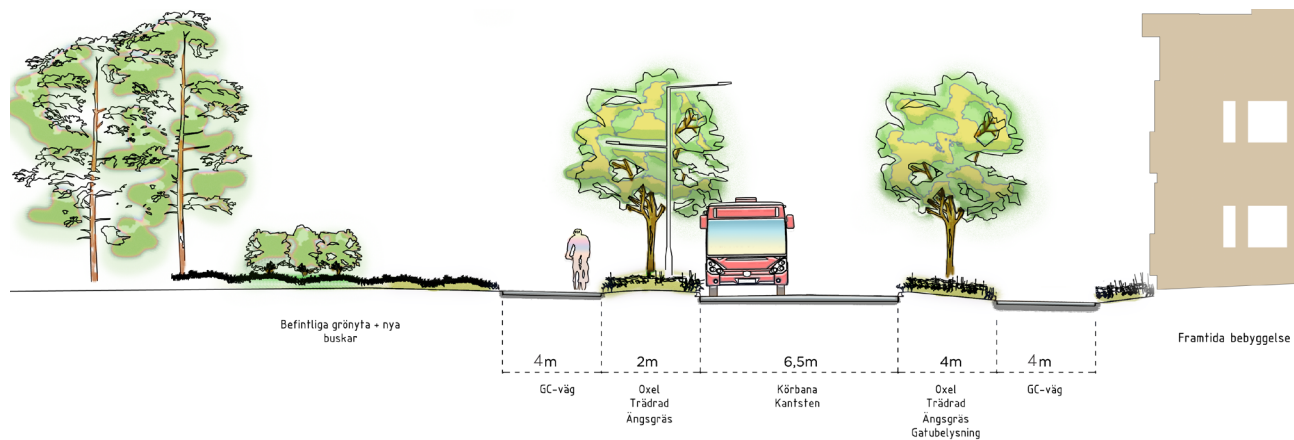 Befintliga grönyta + nya
buskar
Framtida bebyggelse
4m
2m
6,5m
4m
4m
GC-väg
Oxel
Trädrad
Ängsgräs
Körbana
Kantsten
Oxel
Trädrad
Ängsgräs
Gatubelysning
GC-väg